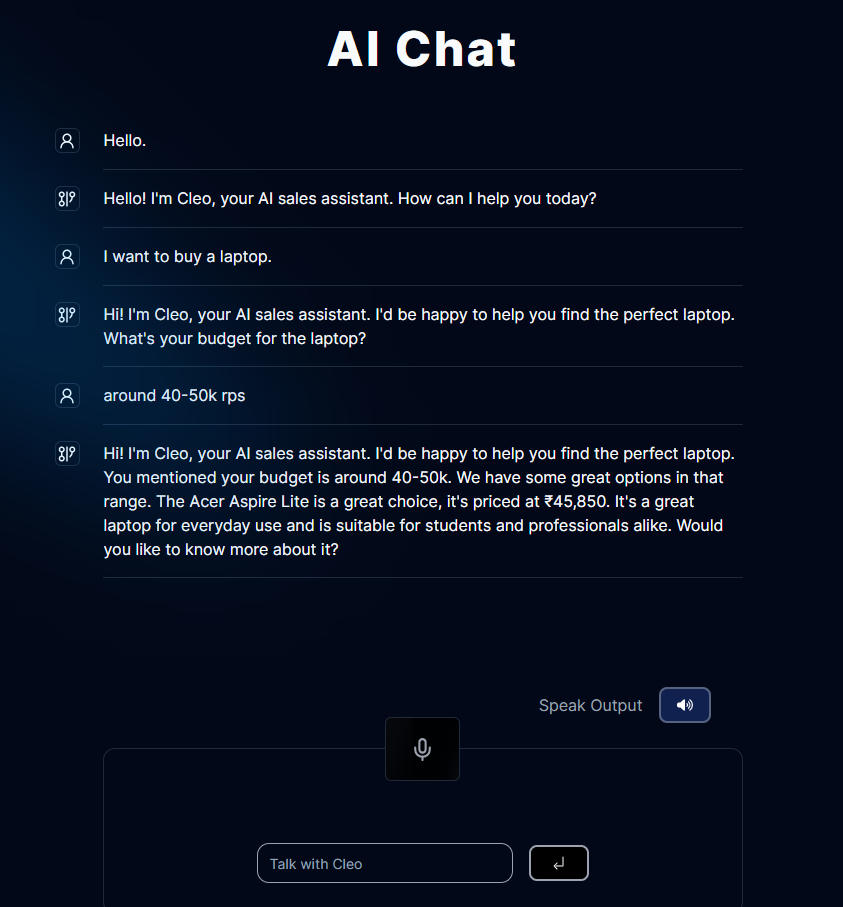 AI Chat
Hello.
Hello! I'm Cleo, your AI sales assistant. How can I help you today?
I want to buy a laptop.
Hi! I'm Cleo, your AI sales assistant. I'd be happy to help you find the perfect laptop.
What's your budget for the laptop?
around 40-50k rps
Hi! I'm Cleo, your AI sales assistant. I'd be happy to help you find the perfect laptop.
You mentioned your budget is around 40-50k. We have some great options in that
range. The Acer Aspire Lite is a great choice, it's priced at ₹45,850. It's a great
laptop for everyday use and is suitable for students and professionals alike. Would
you like to know more about it?
Speak Output
Talk with Cleo